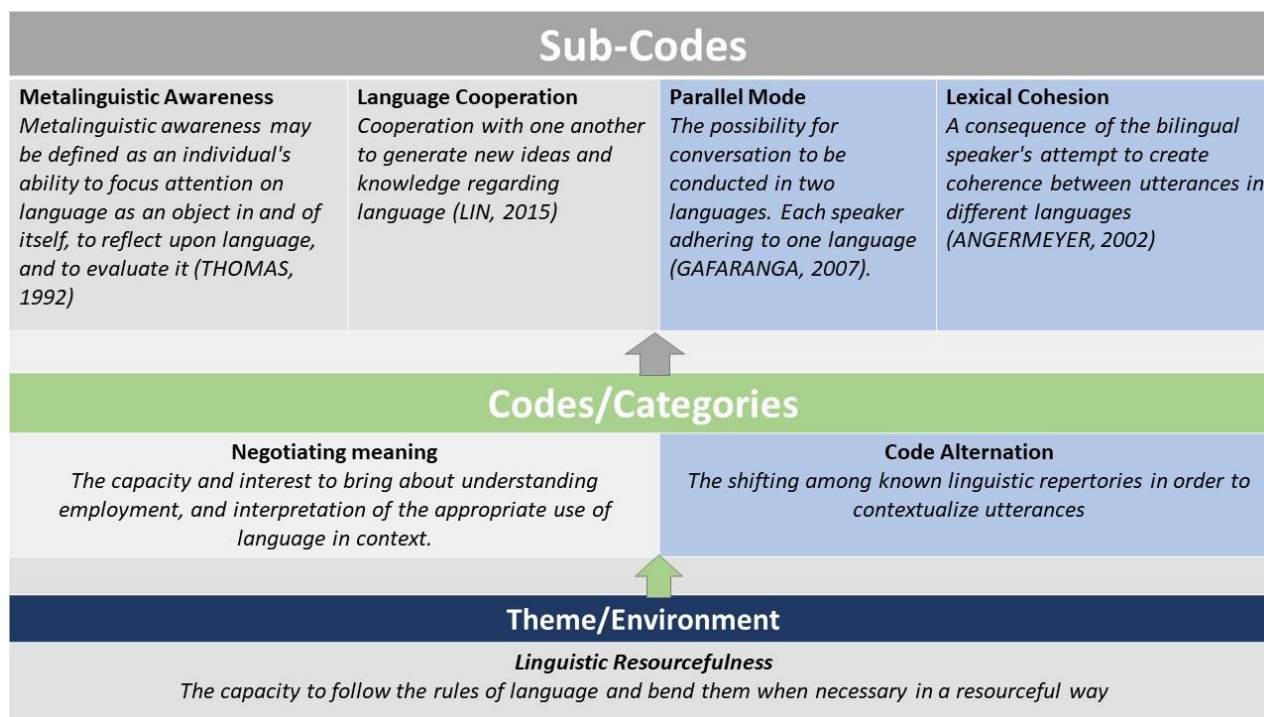 Sub-Codes
Metalinguistic Awareness
Metalinguistic awareness may
be defined as an individual's
ability to focus attention on
language as an object in and of
itself, to reflect upon language,
and to evaluate it (THOMAS,
1992)
Language Cooperation
Cooperation with one another
to generate new ideas and
knowledge regarding
language (LIN, 2015)
Parallel Mode
The possibility for
conversation to be
conducted in two
languages. Each speaker
adhering to one language
(GAFARANGA, 2007).
Lexical Cohesion
A consequence of the bilingual
speaker's attempt to create
coherence between utterances in
different languages
(ANGERMEYER, 2002)
Codes/Categories
Negotiating meaning
The capacity and interest to bring about understanding
employment, and interpretation of the appropriate use of
language in context.
Code Alternation
The shifting among known linguistic repertories in order to
contextualize utterances
Theme/Environment
Linguistic Resourcefulness
The capacity to follow the rules of language and bend them when necessary in a resourceful way